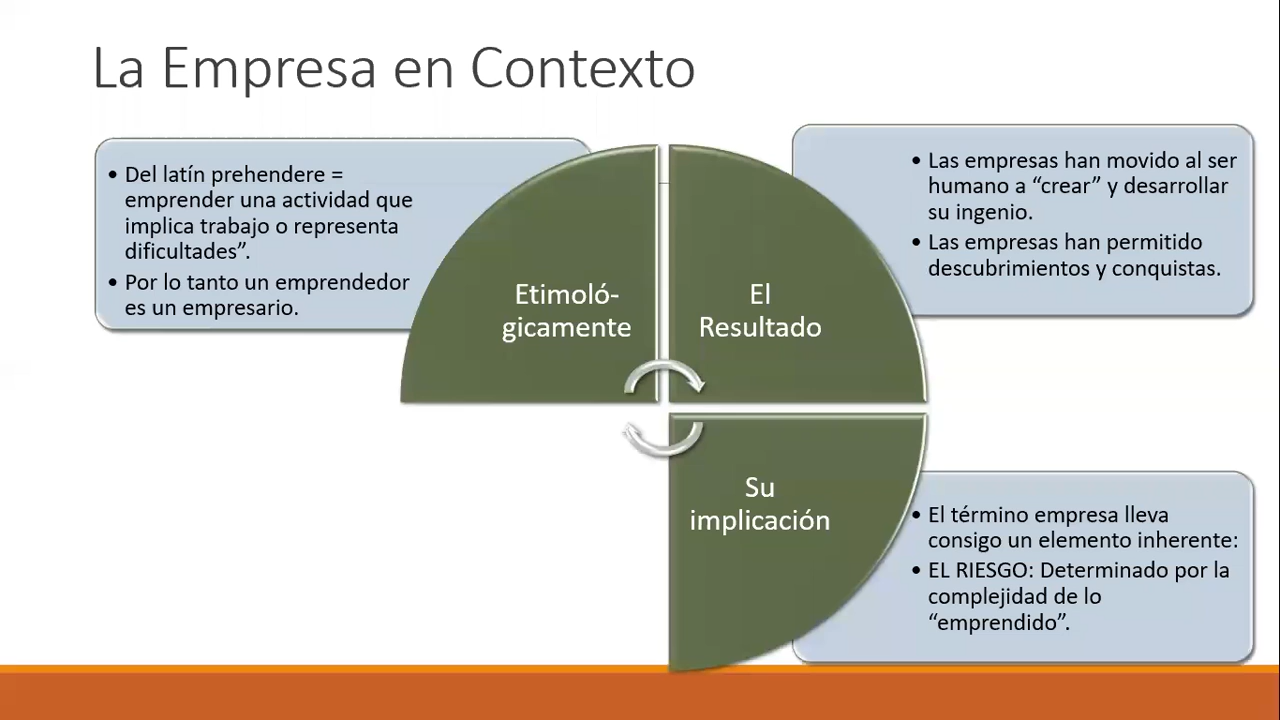 La Empresa en Contexto
• Del latín prehendere =
emprender una actividad que
implica trabajo o representa
dificultades”.
• Por lo tanto un emprendedor
es un empresario.
Etimoló-
gicamente
El
Resultado
• Las empresas han movido al ser
humano a “crear” y desarrollar
su ingenio.
• Las empresas han permitido
descubrimientos y conquistas.
Su
implicación
• El término empresa lleva
consigo un elemento inherente:
• EL RIESGO: Determinado por la
complejidad de lo
“emprendido”.